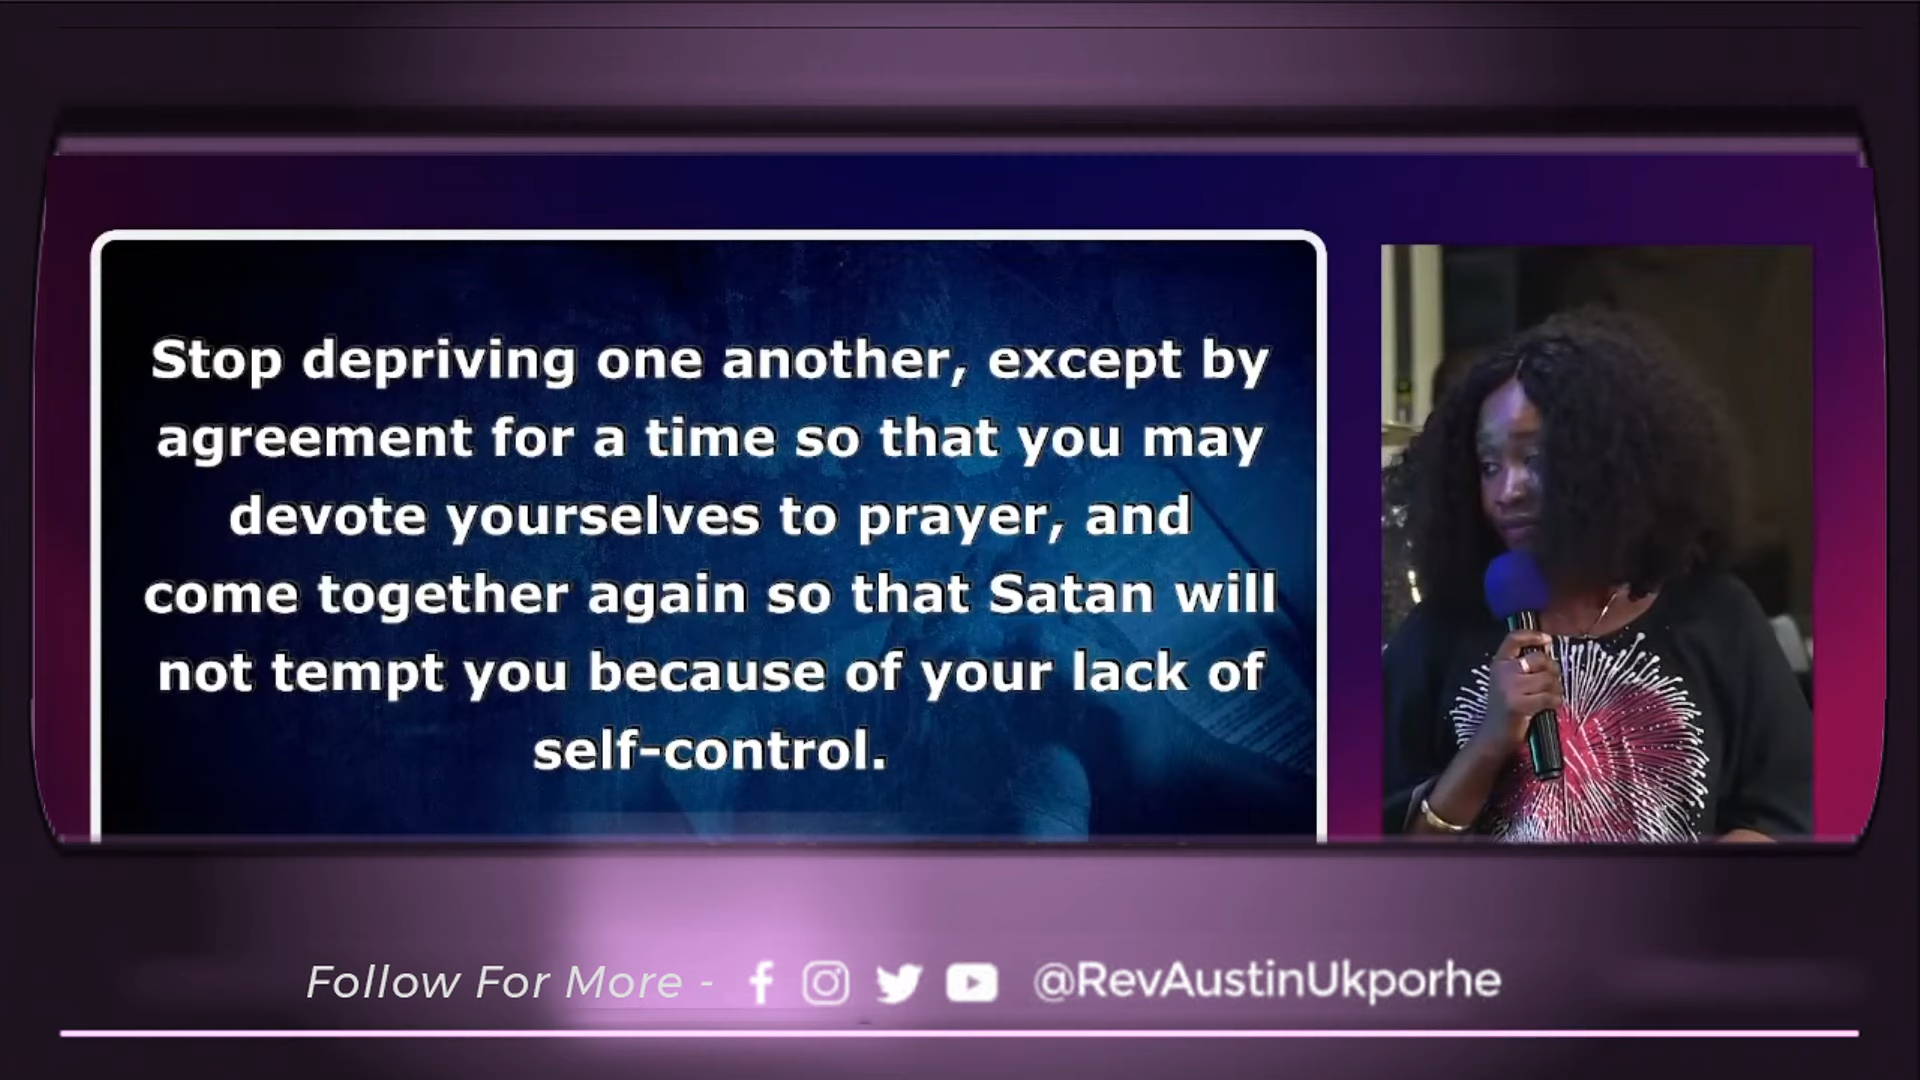 Stop depriving one another, except by
agreement for a time so that you may
devote yourselves to prayer, and
come together again so that Satan will
not tempt you because of your lack of
self-control.
Follow For More - @RevAustinUkporhe